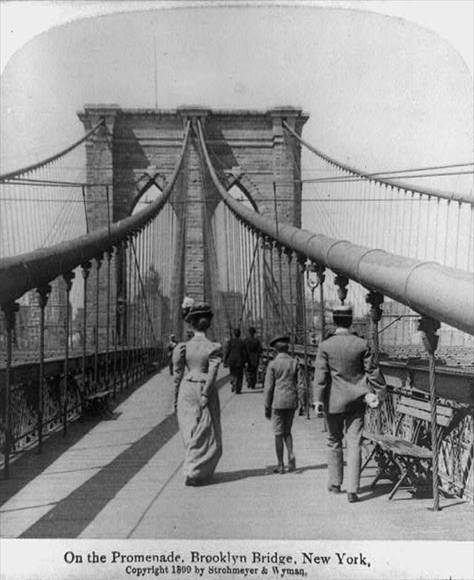 On the Promenade, Brooklyn Bridge, New York,
Copyright 1899 by Strohmeyer & Wyman.